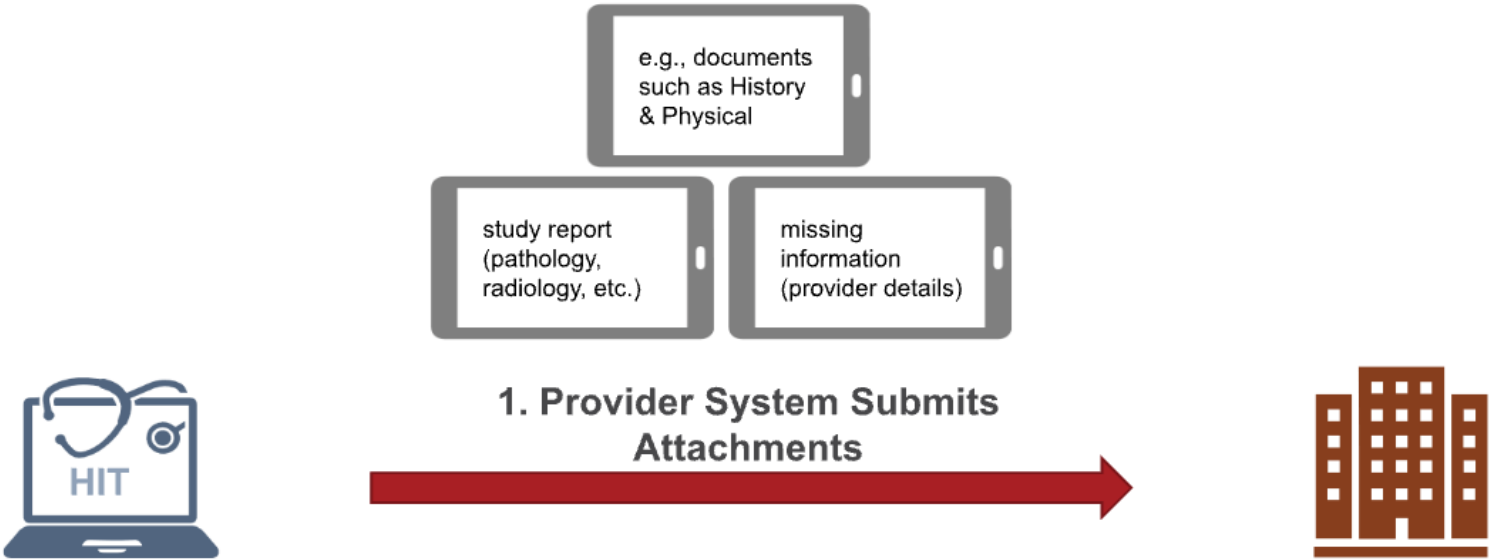 e.g., documents
such as History
& Physical
study report
(pathology,
radiology, etc.)
missing
information
(provider details)
1. Provider System Submits
Attachments
HIT